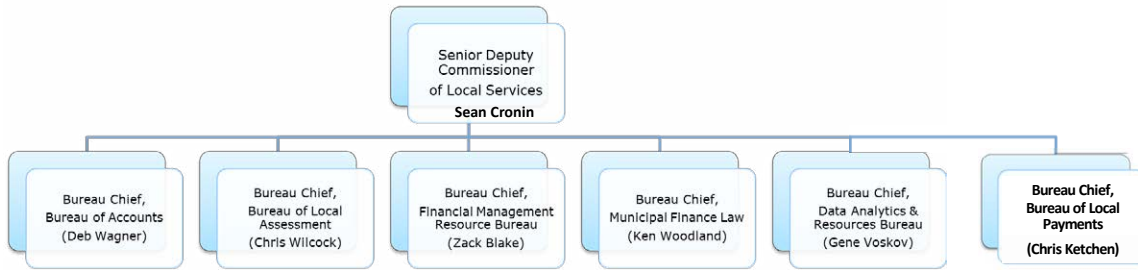 Senior Deputy
Commissioner
of Local Services
Sean Cronin
Bureau Chief,
Bureau of Accounts
(Deb Wagner)
Bureau Chief,
Bureau of Local
Assessment
(Chris Wilcock)
Bureau Chief,
Financial Management
Resource Bureau
(Zack Blake)
Bureau Chief,
Municipal Finance Law
(Ken Woodland)
Bureau Chief,
Data Analytics &
Resources Bureau
(Gene Voskov)
Bureau Chief,
Bureau of Local
Payments
(Chris Ketchen)